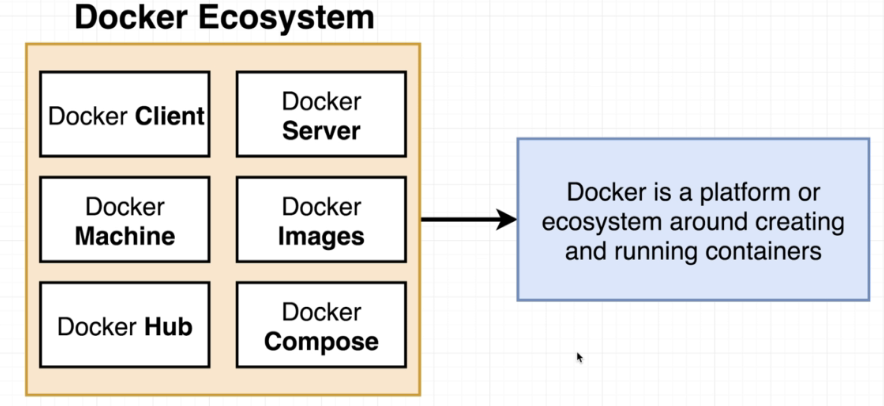 Docker Ecosystem
Docker Client
Docker
Server
Docker
Machine
Docker
Images
Docker Hub
Docker
Compose
Docker is a platform or
ecosystem around creating
and running containers